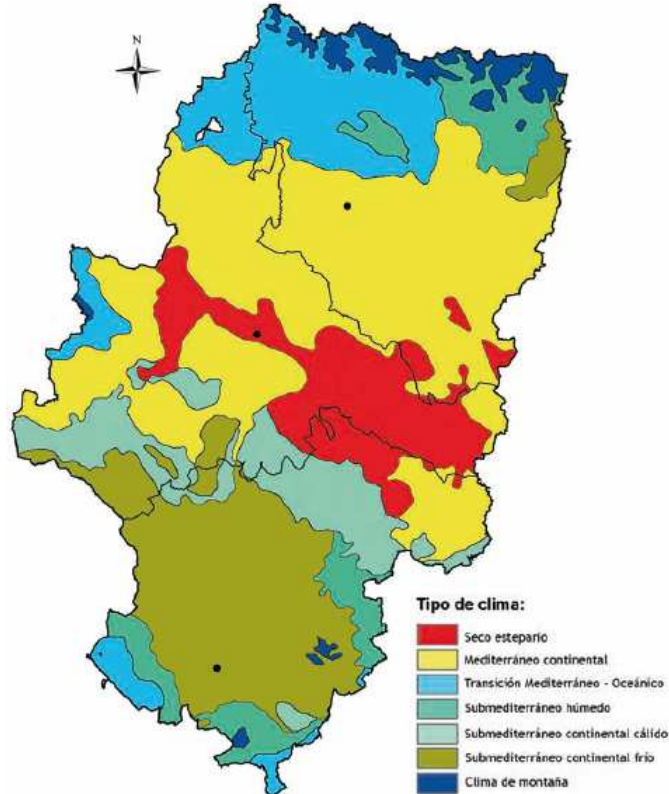 N
Tipo de clima:
Seco estepario
Mediterráneo continental
Transición Mediterráneo - Oceánico
Submediterráneo húmedo
Submediterráneo continental cálido
Submediterráneo continental frío
Clima de montaña